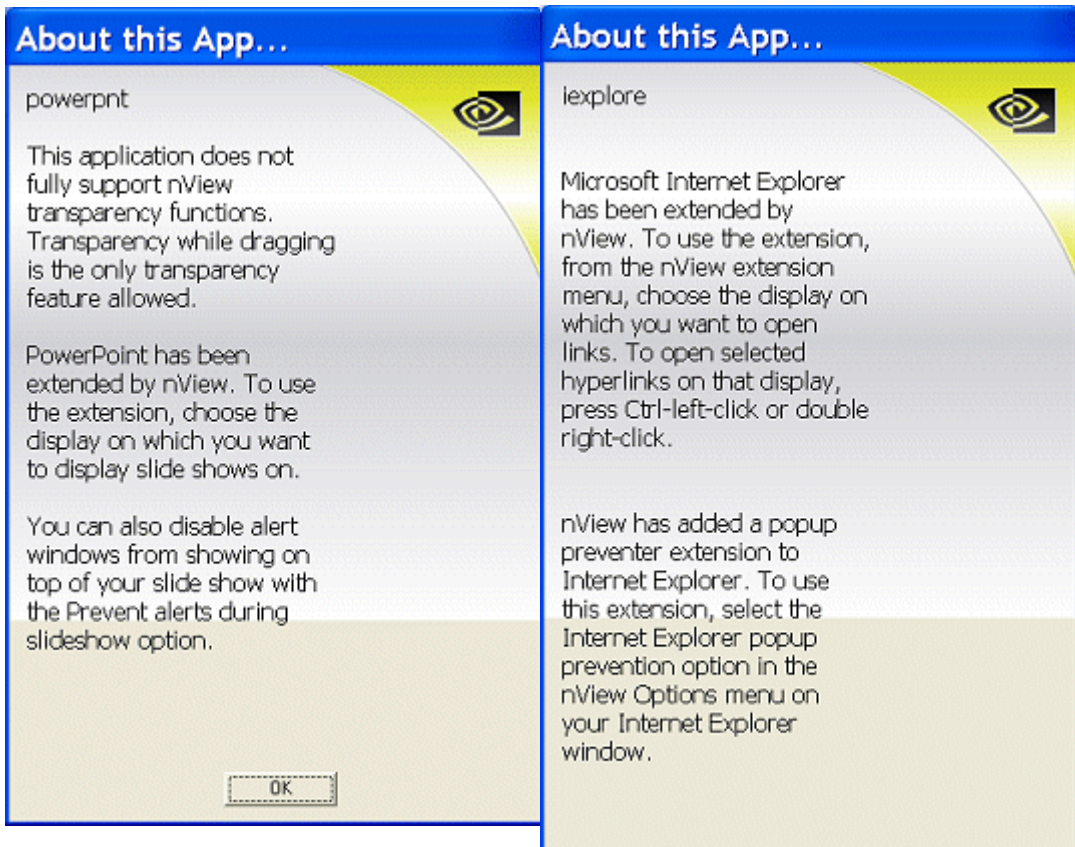 About this App...
powerpnt
This application does not
fully support nView
transparency functions.
Transparency while dragging
is the only transparency
feature allowed.
PowerPoint has been
extended by nView. To use
the extension, choose the
display on which you want
to display slide shows on.
You can also disable alert
windows from showing on
top of your slide show with
the Prevent alerts during
slideshow option.
OK
About this App...
iexplore
Microsoft Internet Explorer
has been extended by
nView. To use the extension,
from the nView extension
menu, choose the display on
which you want to open
links. To open selected
hyperlinks on that display,
press Ctrl-left-click or double
right-click.
nView has added a popup
preventer extension to
Internet Explorer. To use
this extension, select the
Internet Explorer popup
prevention option in the
nView Options menu on
your Internet Explorer
window.